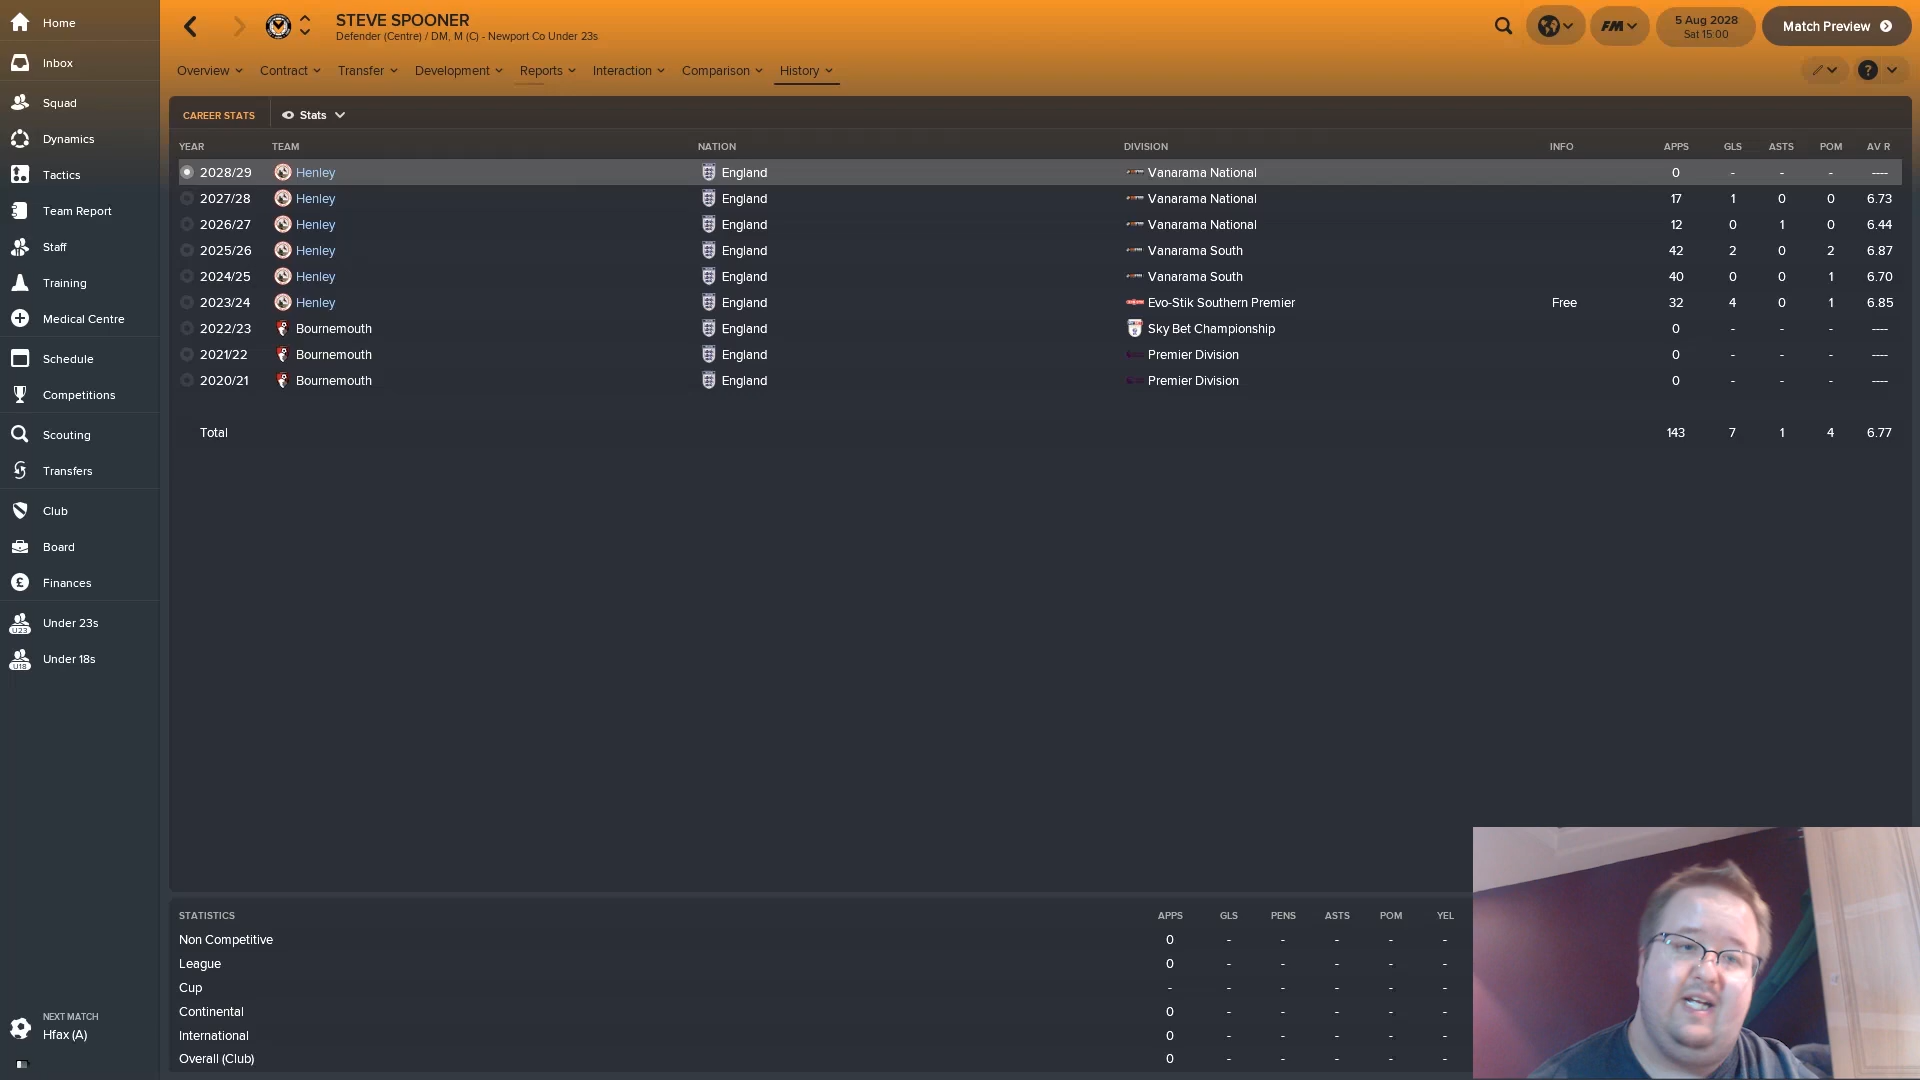 Home
Inbox
Squad
Dynamics
Tactics
Team Report
Staff
Training
Medical Centre
Schedule
Competitions
Scouting
Transfers
Club
Board
Finances
U23 Under 23s
U18 Under 18s
NEXT MATCH
Hfax (A)
STEVE SPOONER
Defender (Centre) / DM, M (C) - Newport Co Under 23s
FM
5 Aug 2028
Sat 15:00
Match Preview
Overview Contract Transfer Development Reports Interaction Comparison History
?
CAREER STATS Stats
YEAR TEAM NATION DIVISION INFO APPS GLS ASTS POM AV R
2028/29 Henley England Vanarama National 0 - - - ----
2027/28 Henley England Vanarama National 17 1 0 0 6.73
2026/27 Henley England Vanarama National 12 0 1 0 6.44
2025/26 Henley England Vanarama South 42 2 0 2 6.87
2024/25 Henley England Vanarama South 40 0 0 1 6.70
2023/24 Henley England Evo-Stik Southern Premier Free 32 4 0 1 6.85
2022/23 Bournemouth England Sky Bet Championship 0 - - - ----
2021/22 Bournemouth England Premier Division 0 - - - ----
2020/21 Bournemouth England Premier Division 0 - - - ----
Total 143 7 1 4 6.77
STATISTICS APPS GLS PENS ASTS POM YEL
Non Competitive 0 - - - - -
League 0 - - - - -
Cup - - - - - -
Continental 0 - - - - -
International 0 - - - - -
Overall (Club) 0 - - - - -